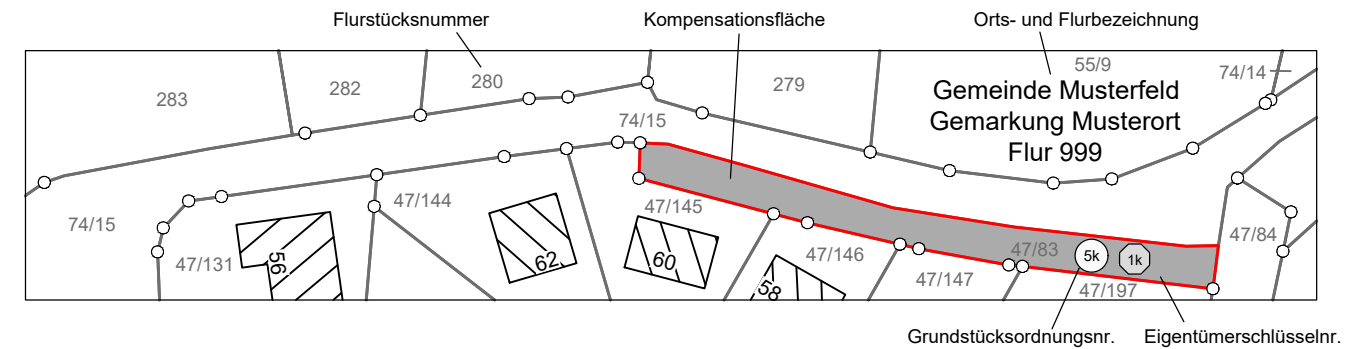 Flurstücksnummer
Kompensationsfläche
Orts- und Flurbezeichnung
283
282
280
279
55/9
74/14
Gemeinde Musterfeld
Gemarkung Musterort
Flur 999
74/15
74/15
47/131
47/144
47/145
47/146
47/147
47/83
47/197
47/84
56
62
60
58
5k
1k
Grundstücksordnungsnr.
Eigentümerschlüsselnr.